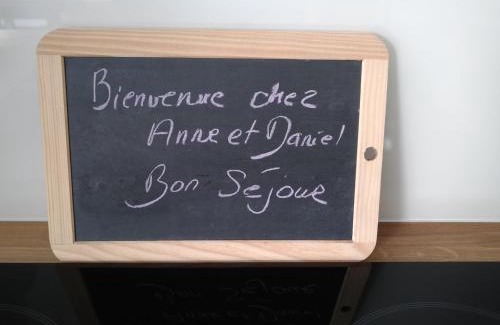 Bienvenue chez
Anne et Daniel
Bon Séjour